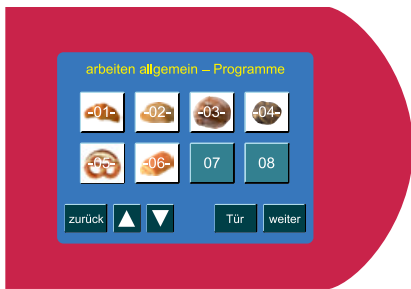 arbeiten allgemein – Programme
-01- -02- -03- -04-
-05- -06- 07 08
zurück Tür weiter